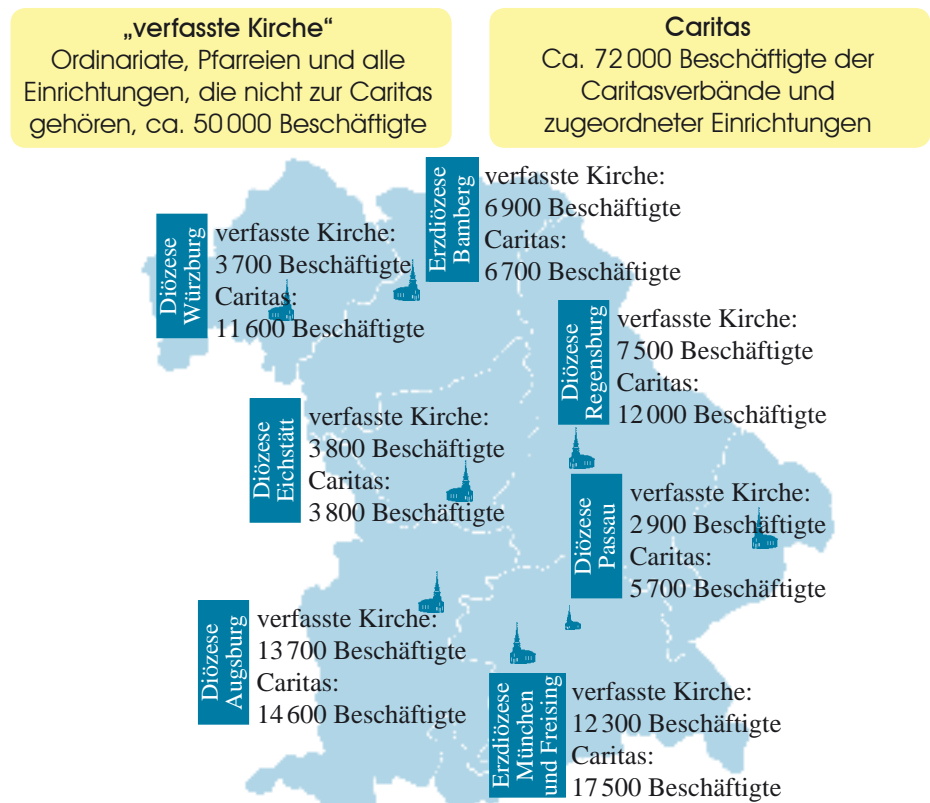 „verfasste Kirche“
Ordinariate, Pfarreien und alle
Einrichtungen, die nicht zur Caritas
gehören, ca. 50 000 Beschäftigte
Caritas
Ca. 72 000 Beschäftigte der
Caritasverbände und
zugeordneter Einrichtungen
Erzdiözese
Bamberg
verfasste Kirche:
6 900 Beschäftigte
Caritas:
6 700 Beschäftigte
Diözese
Würzburg
verfasste Kirche:
3 700 Beschäftigte
Caritas:
11 600 Beschäftigte
Diözese
Regensburg
verfasste Kirche:
7 500 Beschäftigte
Caritas:
12 000 Beschäftigte
Diözese
Eichstätt
verfasste Kirche:
3 800 Beschäftigte
Caritas:
3 800 Beschäftigte
Diözese
Passau
verfasste Kirche:
2 900 Beschäftigte
Caritas:
5 700 Beschäftigte
Diözese
Augsburg
verfasste Kirche:
13 700 Beschäftigte
Caritas:
14 600 Beschäftigte
Erzdiözese
München
und Freising
verfasste Kirche:
12 300 Beschäftigte
Caritas:
17 500 Beschäftigte